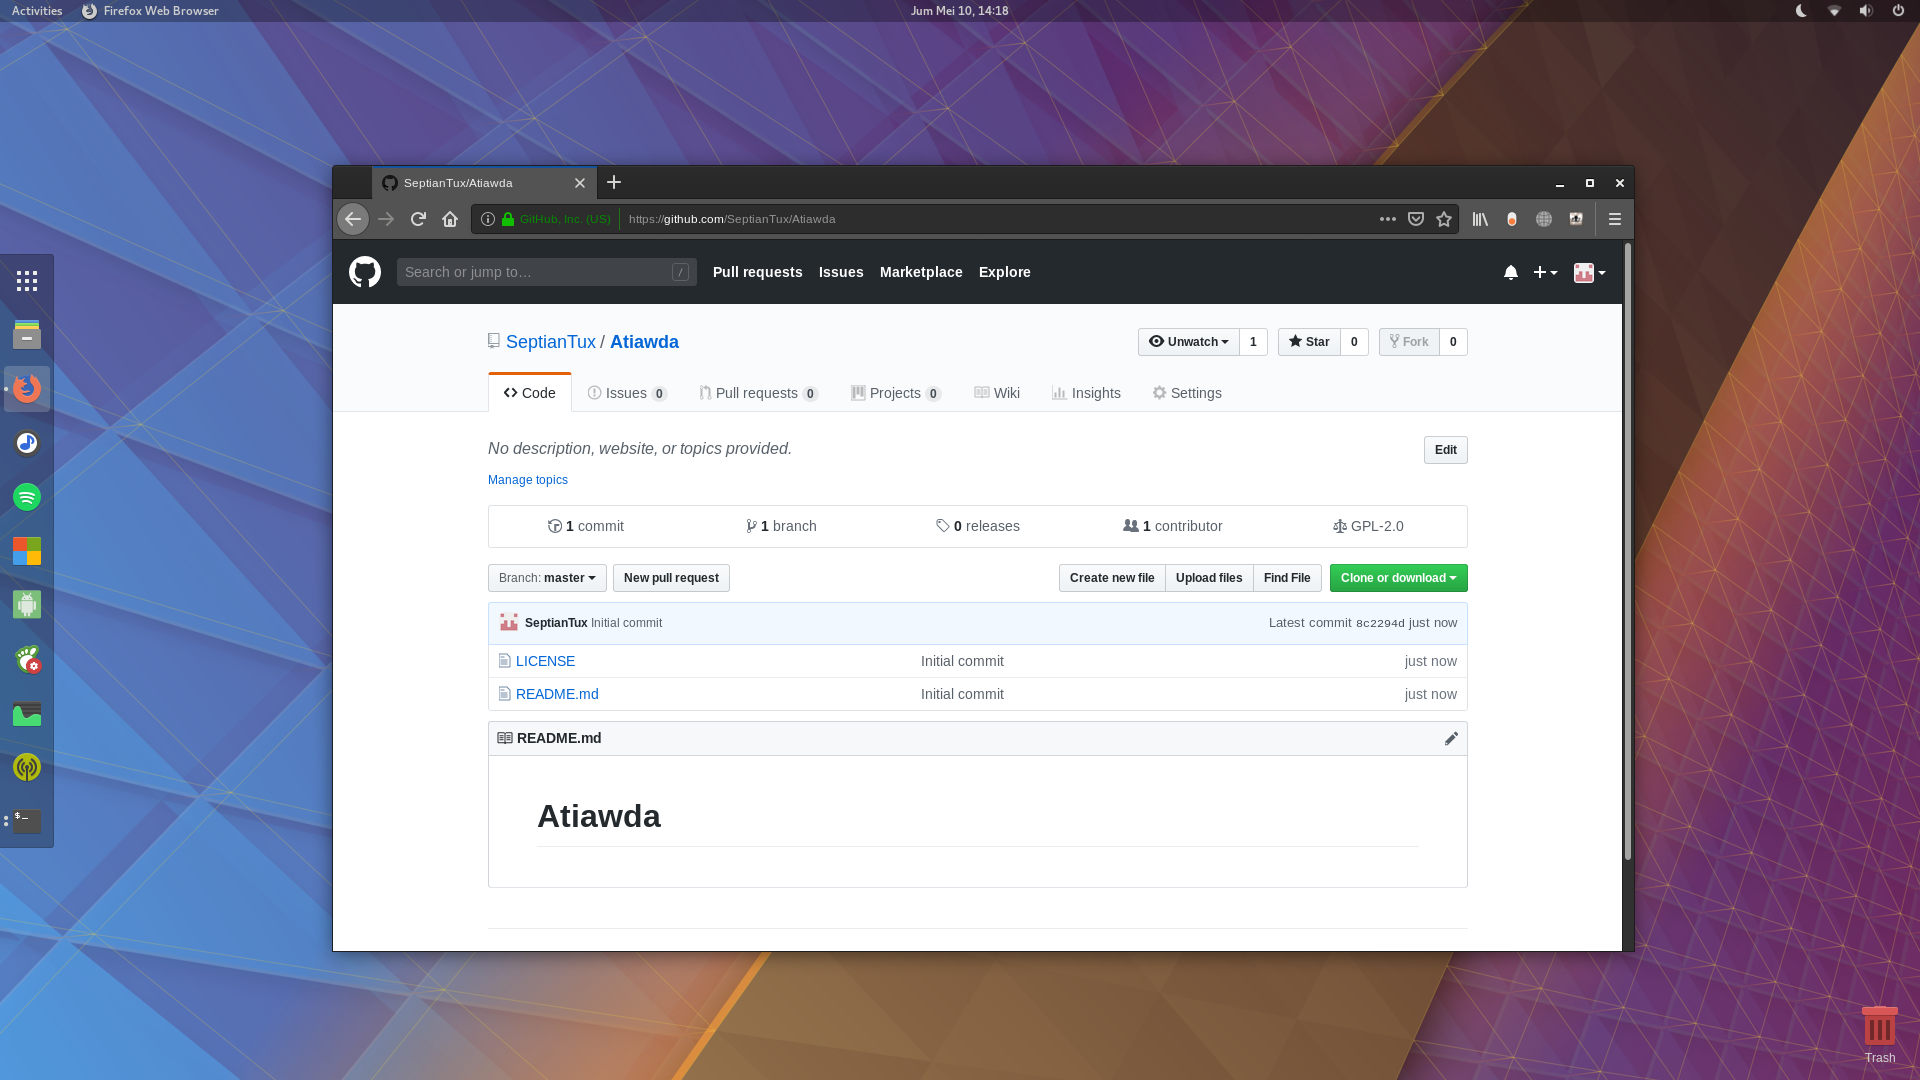 Activities Firefox Web Browser Jum Mei 10, 14:18
SeptianTux/Atiawda
GitHub, Inc. (US) https://github.com/SeptianTux/Atiawda
Search or jump to… / Pull requests Issues Marketplace Explore
SeptianTux / Atiawda Unwatch 1 Star 0 Fork 0
Code Issues 0 Pull requests 0 Projects 0 Wiki Insights Settings
No description, website, or topics provided. Edit
Manage topics
1 commit 1 branch 0 releases 1 contributor GPL-2.0
Branch: master New pull request Create new file Upload files Find File Clone or download
SeptianTux Initial commit Latest commit 8c2294d just now
LICENSE Initial commit just now
README.md Initial commit just now
README.md
Atiawda
$_
Trash